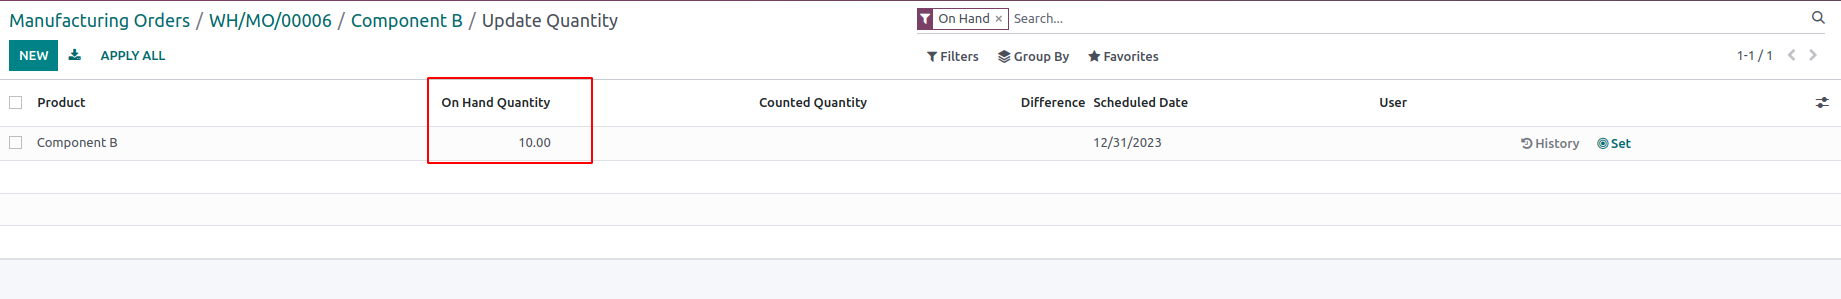 Manufacturing Orders / WH/MO/00006 / Component B / Update Quantity
On Hand × Search...
NEW APPLY ALL
Filters Group By Favorites
1-1 / 1
Product On Hand Quantity Counted Quantity Difference Scheduled Date User
Component B 10.00 12/31/2023 History Set